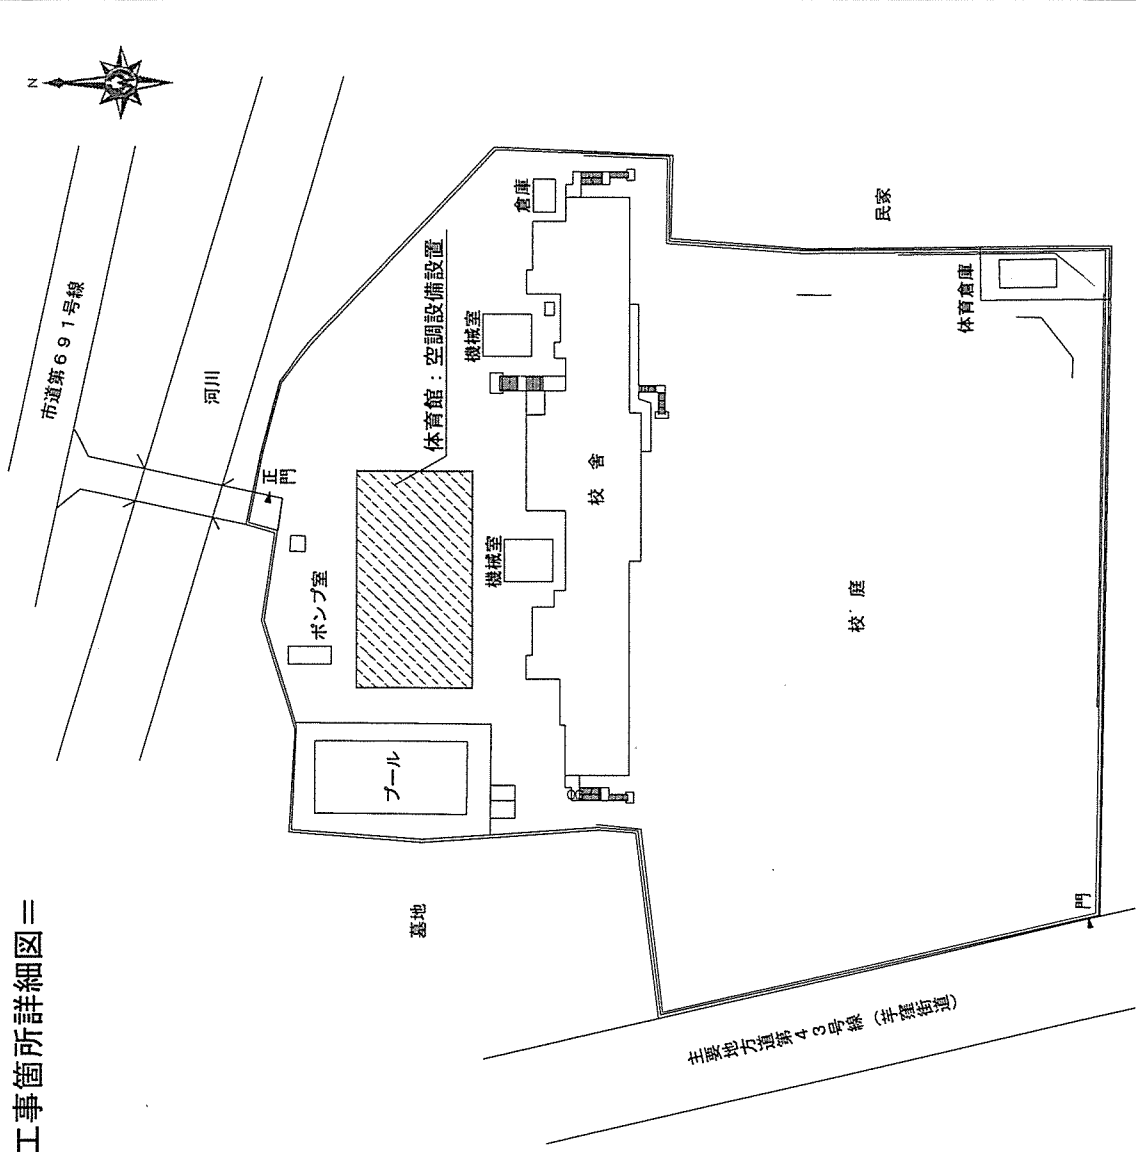 工事箇所詳細図＝
N
市道第６９１号線
河川
正門
ポンプ室
体育館：空調設備設置
倉庫
機械室
機械室
プール
校舎
民家
体育倉庫
校庭
墓地
門
主要地方道第４３号線（芋窪街道）